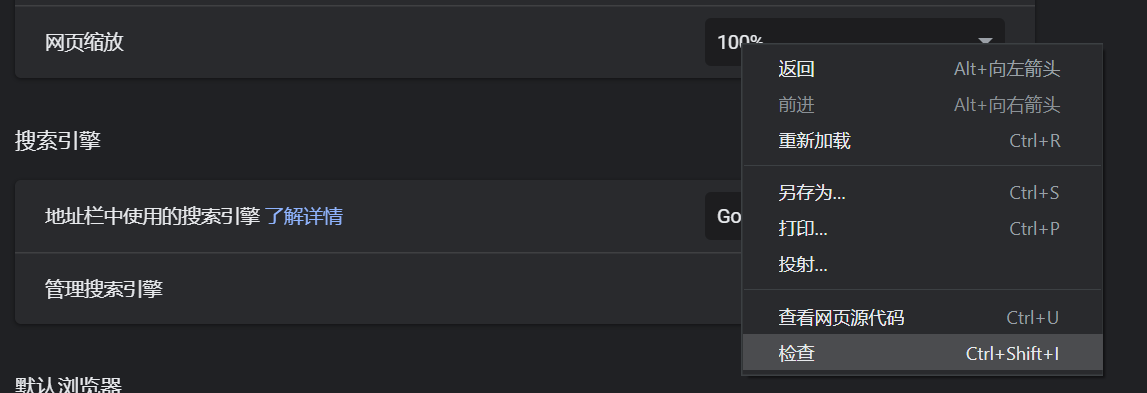 网页缩放
100%
返回 Alt+向左箭头
前进 Alt+向右箭头
重新加载 Ctrl+R
搜索引擎
另存为... Ctrl+S
地址栏中使用的搜索引擎 了解详情
Go
打印... Ctrl+P
投射...
管理搜索引擎
查看网页源代码 Ctrl+U
检查 Ctrl+Shift+I
默认浏览器